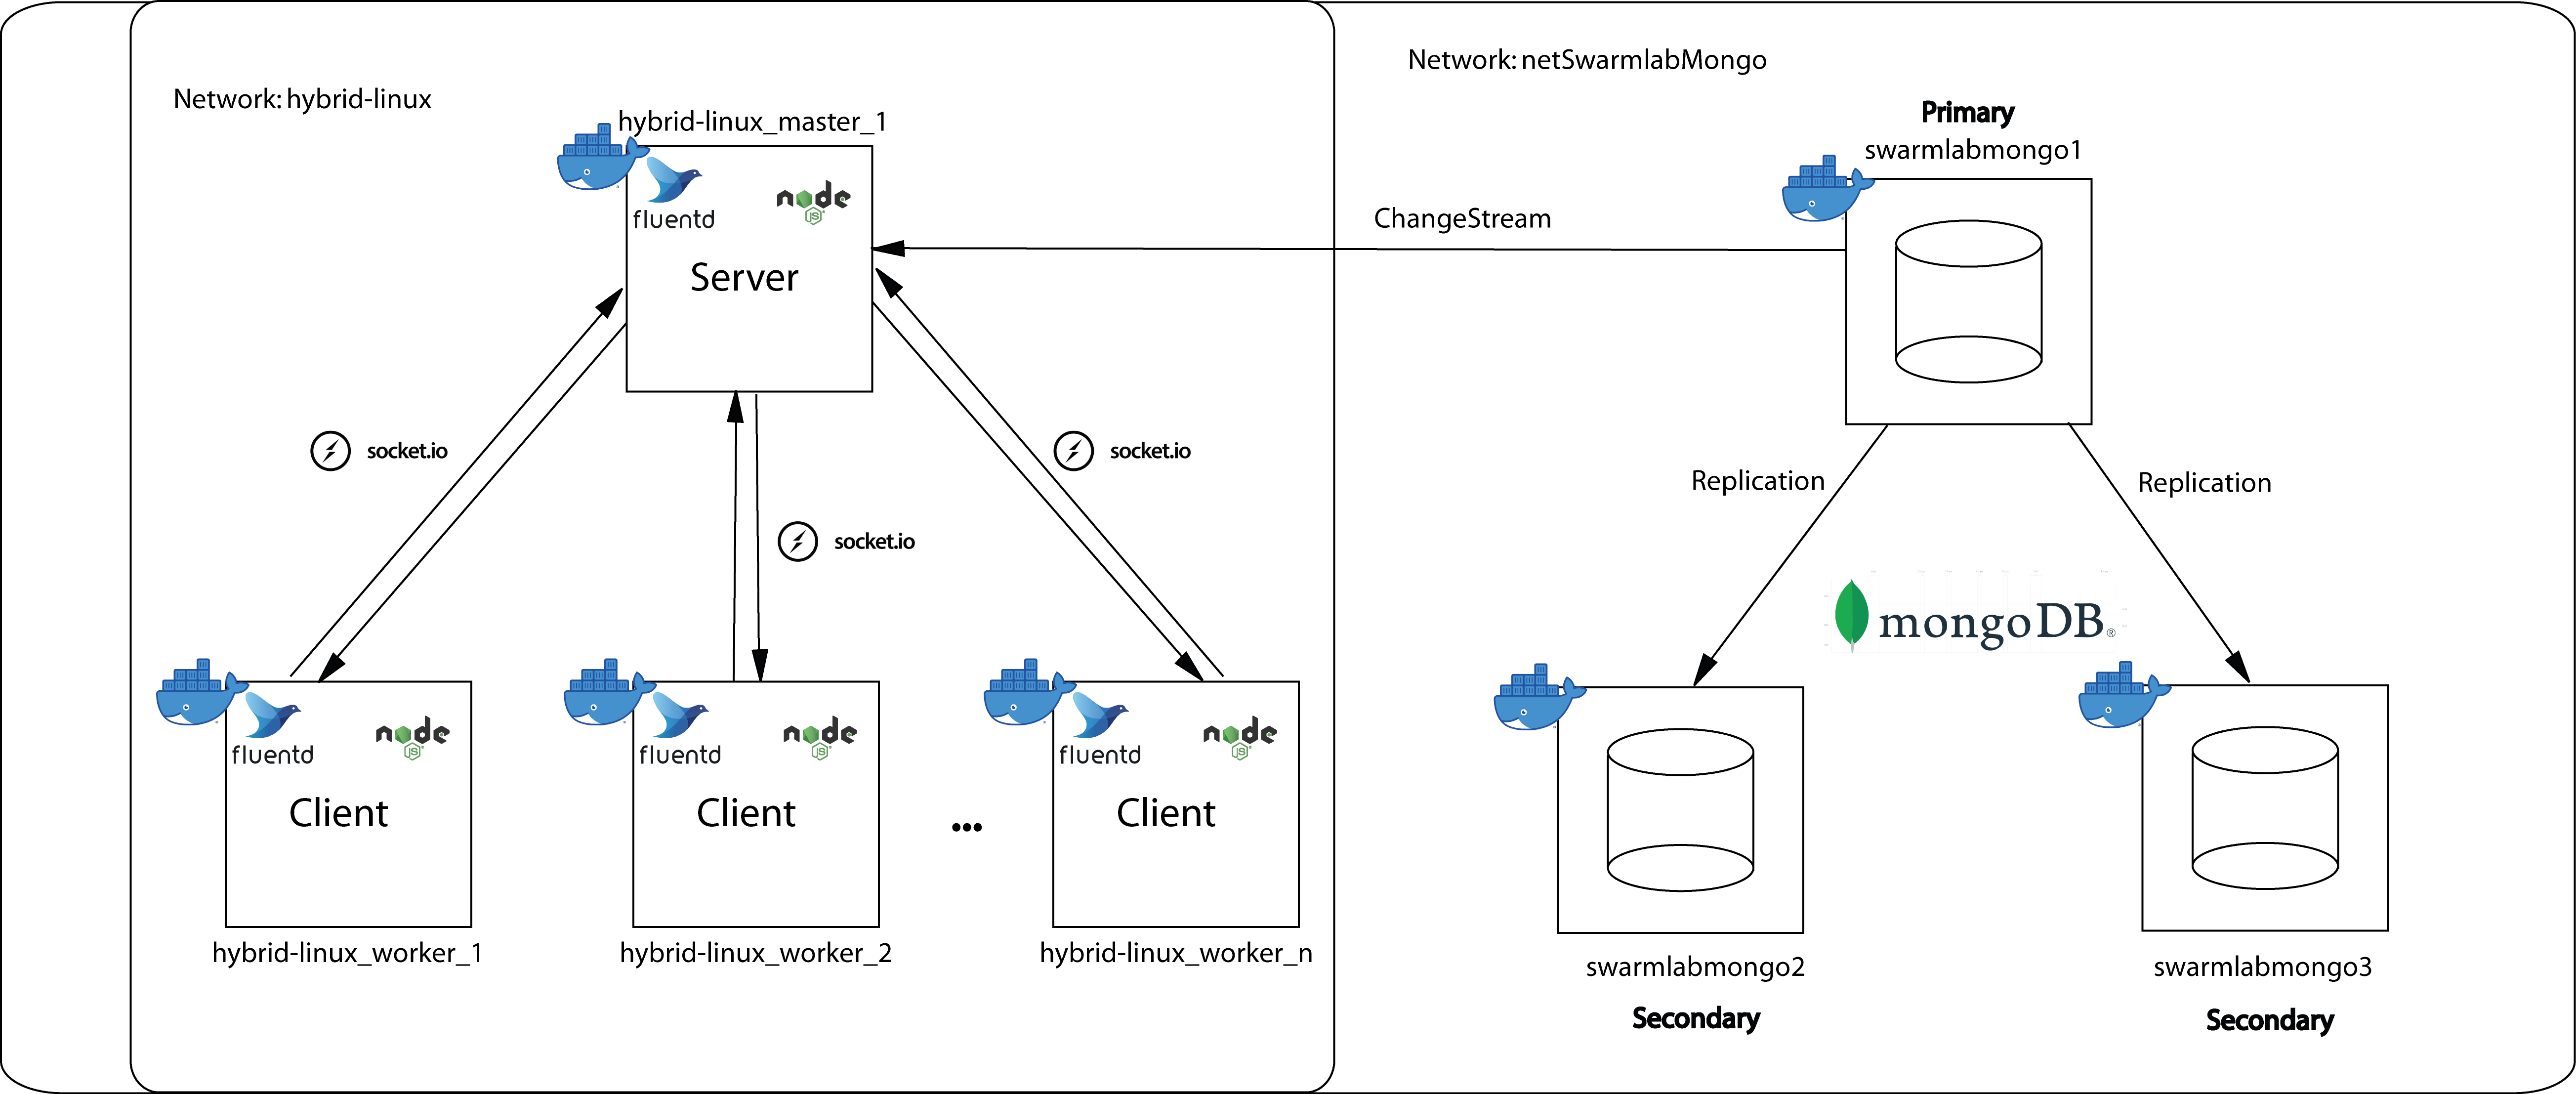 Network: netSwarmlabMongo
Network: hybrid-linux
hybrid-linux_master_1
fluentd
node
JS
Server
ChangeStream
Primary
swarmlabmongo1
socket.io
socket.io
socket.io
Replication
Replication
mongoDB®
fluentd
node
JS
Client
hybrid-linux_worker_1
fluentd
node
JS
Client
hybrid-linux_worker_2
...
fluentd
node
JS
Client
hybrid-linux_worker_n
swarmlabmongo2
Secondary
swarmlabmongo3
Secondary